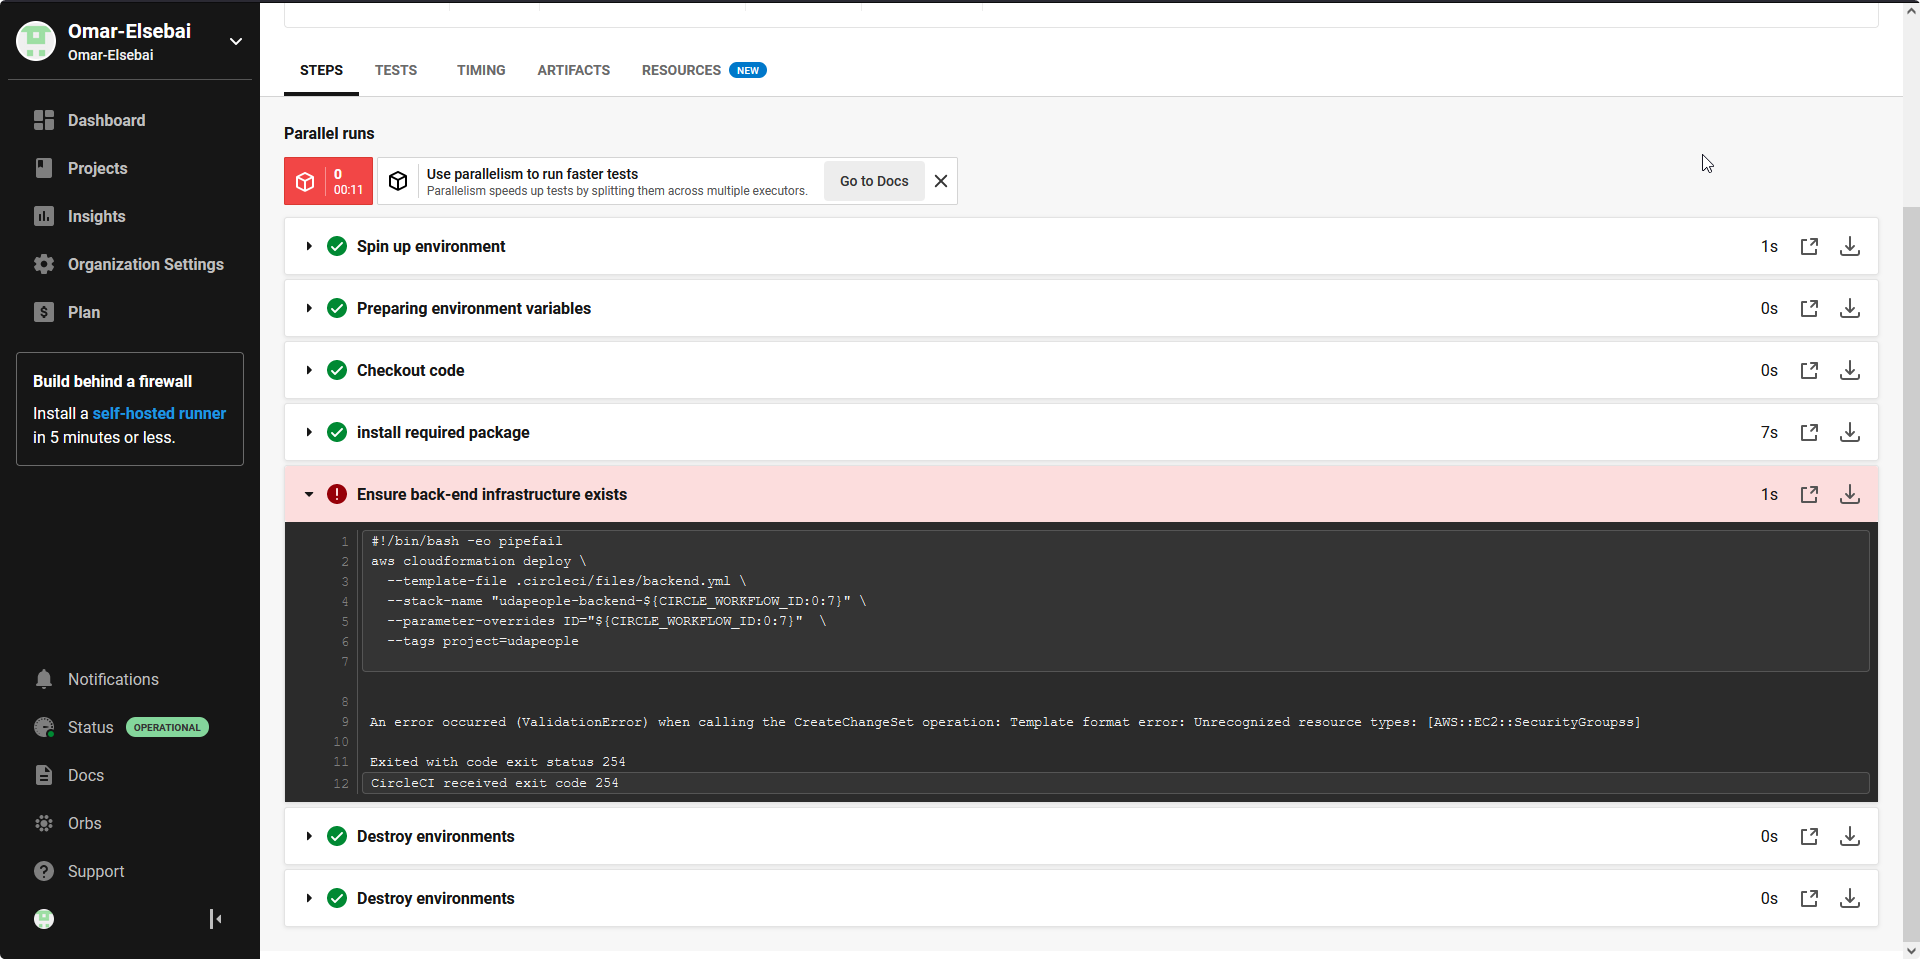 Omar-Elsebai
Omar-Elsebai
Dashboard
Projects
Insights
Organization Settings
$ Plan
Build behind a firewall
Install a self-hosted runner
in 5 minutes or less.
Notifications
Status OPERATIONAL
Docs
Orbs
? Support
STEPS TESTS TIMING ARTIFACTS RESOURCES NEW
Parallel runs
0
00:11
Use parallelism to run faster tests
Parallelism speeds up tests by splitting them across multiple executors.
Go to Docs
Spin up environment 1s
Preparing environment variables 0s
Checkout code 0s
install required package 7s
! Ensure back-end infrastructure exists 1s
1 #!/bin/bash -eo pipefail
2 aws cloudformation deploy \
3 --template-file .circleci/files/backend.yml \
4 --stack-name "udapeople-backend-${CIRCLE_WORKFLOW_ID:0:7}" \
5 --parameter-overrides ID="${CIRCLE_WORKFLOW_ID:0:7}"  \
6 --tags project=udapeople
7
8
9 An error occurred (ValidationError) when calling the CreateChangeSet operation: Template format error: Unrecognized resource types: [AWS::EC2::SecurityGroupss]
10
11 Exited with code exit status 254
12 CircleCI received exit code 254
Destroy environments 0s
Destroy environments 0s